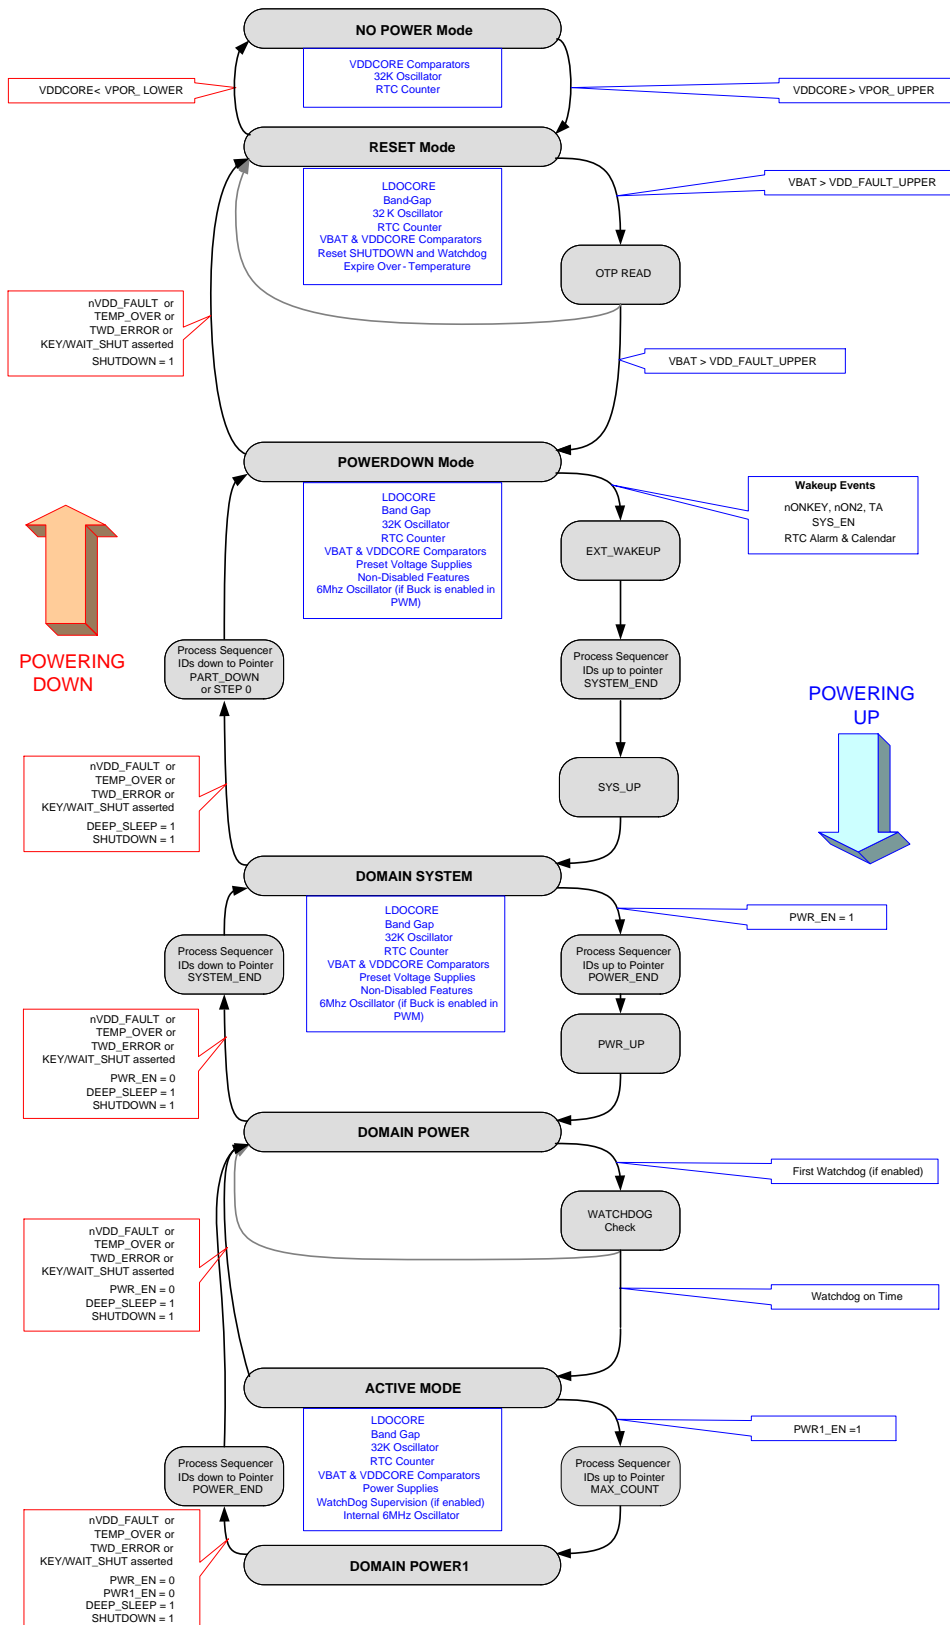 NO POWER Mode
VDDCORE Comparators
32K Oscillator
RTC Counter
VDDCORE< VPOR_ LOWER
VDDCORE > VPOR_ UPPER
RESET Mode
LDOCORE
Band-Gap
32 K Oscillator
RTC Counter
VBAT & VDDCORE Comparators
Reset SHUTDOWN and Watchdog
Expire Over - Temperature
VBAT > VDD_FAULT_UPPER
OTP READ
nVDD_FAULT or
TEMP_OVER or
TWD_ERROR or
KEY/WAIT_SHUT asserted
SHUTDOWN = 1
VBAT > VDD_FAULT_UPPER
POWERDOWN Mode
LDOCORE
Band Gap
32K Oscillator
RTC Counter
VBAT & VDDCORE Comparators
Preset Voltage Supplies
Non-Disabled Features
6Mhz Oscillator (if Buck is enabled in
PWM)
Wakeup Events
nONKEY, nON2, TA
SYS_EN
RTC Alarm & Calendar
EXT_WAKEUP
POWERING
DOWN
Process Sequencer
IDs down to Pointer
PART_DOWN
or STEP 0
Process Sequencer
IDs up to pointer
SYSTEM_END
POWERING
UP
nVDD_FAULT or
TEMP_OVER or
TWD_ERROR or
KEY/WAIT_SHUT asserted
DEEP_SLEEP = 1
SHUTDOWN = 1
SYS_UP
DOMAIN SYSTEM
LDOCORE
Band Gap
32K Oscillator
RTC Counter
VBAT & VDDCORE Comparators
Preset Voltage Supplies
Non-Disabled Features
6Mhz Oscillator (if Buck is enabled in
PWM)
PWR_EN = 1
Process Sequencer
IDs down to Pointer
SYSTEM_END
Process Sequencer
IDs up to Pointer
POWER_END
nVDD_FAULT or
TEMP_OVER or
TWD_ERROR or
KEY/WAIT_SHUT asserted
PWR_EN = 0
DEEP_SLEEP = 1
SHUTDOWN = 1
PWR_UP
DOMAIN POWER
First Watchdog (if enabled)
WATCHDOG
Check
nVDD_FAULT or
TEMP_OVER or
TWD_ERROR or
KEY/WAIT_SHUT asserted
PWR_EN = 0
DEEP_SLEEP = 1
SHUTDOWN = 1
Watchdog on Time
ACTIVE MODE
LDOCORE
Band Gap
32K Oscillator
RTC Counter
VBAT & VDDCORE Comparators
Power Supplies
WatchDog Supervision (if enabled)
Internal 6MHz Oscillator
PWR1_EN =1
Process Sequencer
IDs down to Pointer
POWER_END
Process Sequencer
IDs up to Pointer
MAX_COUNT
nVDD_FAULT or
TEMP_OVER or
TWD_ERROR or
KEY/WAIT_SHUT asserted
PWR_EN = 0
PWR1_EN = 0
DEEP_SLEEP = 1
SHUTDOWN = 1
DOMAIN POWER1